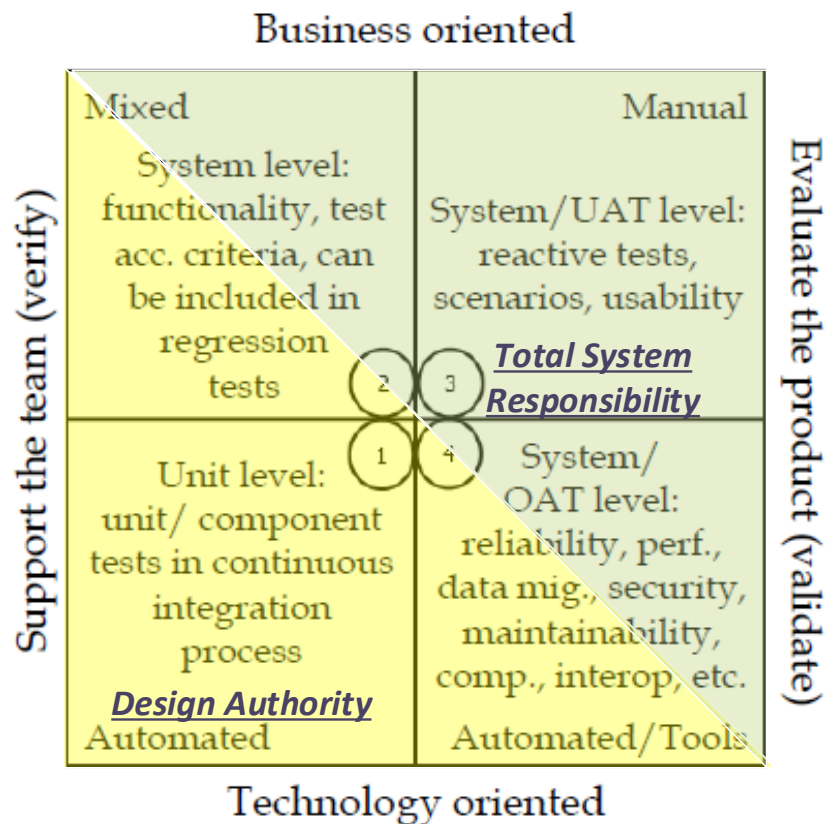 Business oriented
Support the team (verify)
Mixed
System level:
functionality, test
acc. criteria, can
be included in
regression
tests
2
Manual
System/UAT level:
reactive tests,
scenarios, usability
Total System
Responsibility
3
1
Unit level:
unit/ component
tests in continuous
integration
process
Design Authority
Automated
4
System/
OAT level:
reliability, perf.,
data mig., security,
maintainability,
comp., interop, etc.
Automated/Tools
Evaluate the product (validate)
Technology oriented